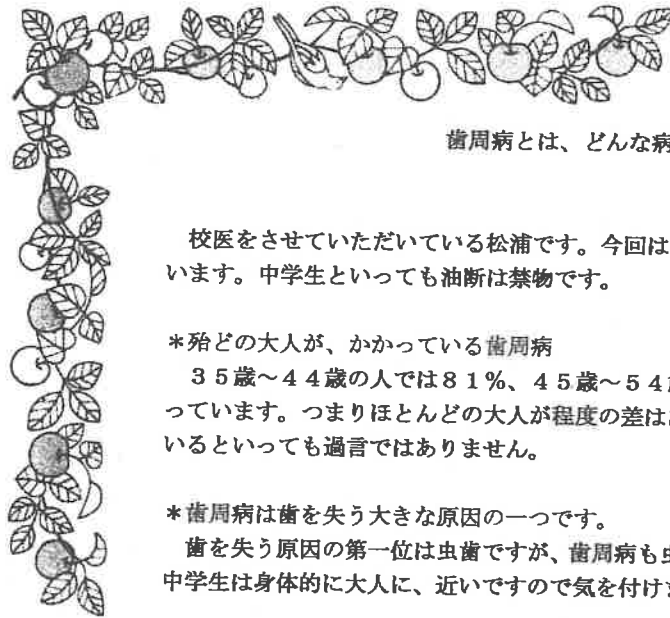 歯周病とは、どんな病
校医をさせていただいている松浦です。今回は
います。中学生といっても油断は禁物です。
*殆どの大人が、かかっている歯周病
35歳~44歳の人では81%、45歳~54
っています。つまりほとんどの大人が程度の差は
いるといっても過言ではありません。
*歯周病は歯を失う大きな原因の一つです。
歯を失う原因の第一位は虫歯ですが、歯周病も
中学生は身体的に大人に、近いですので気を付け